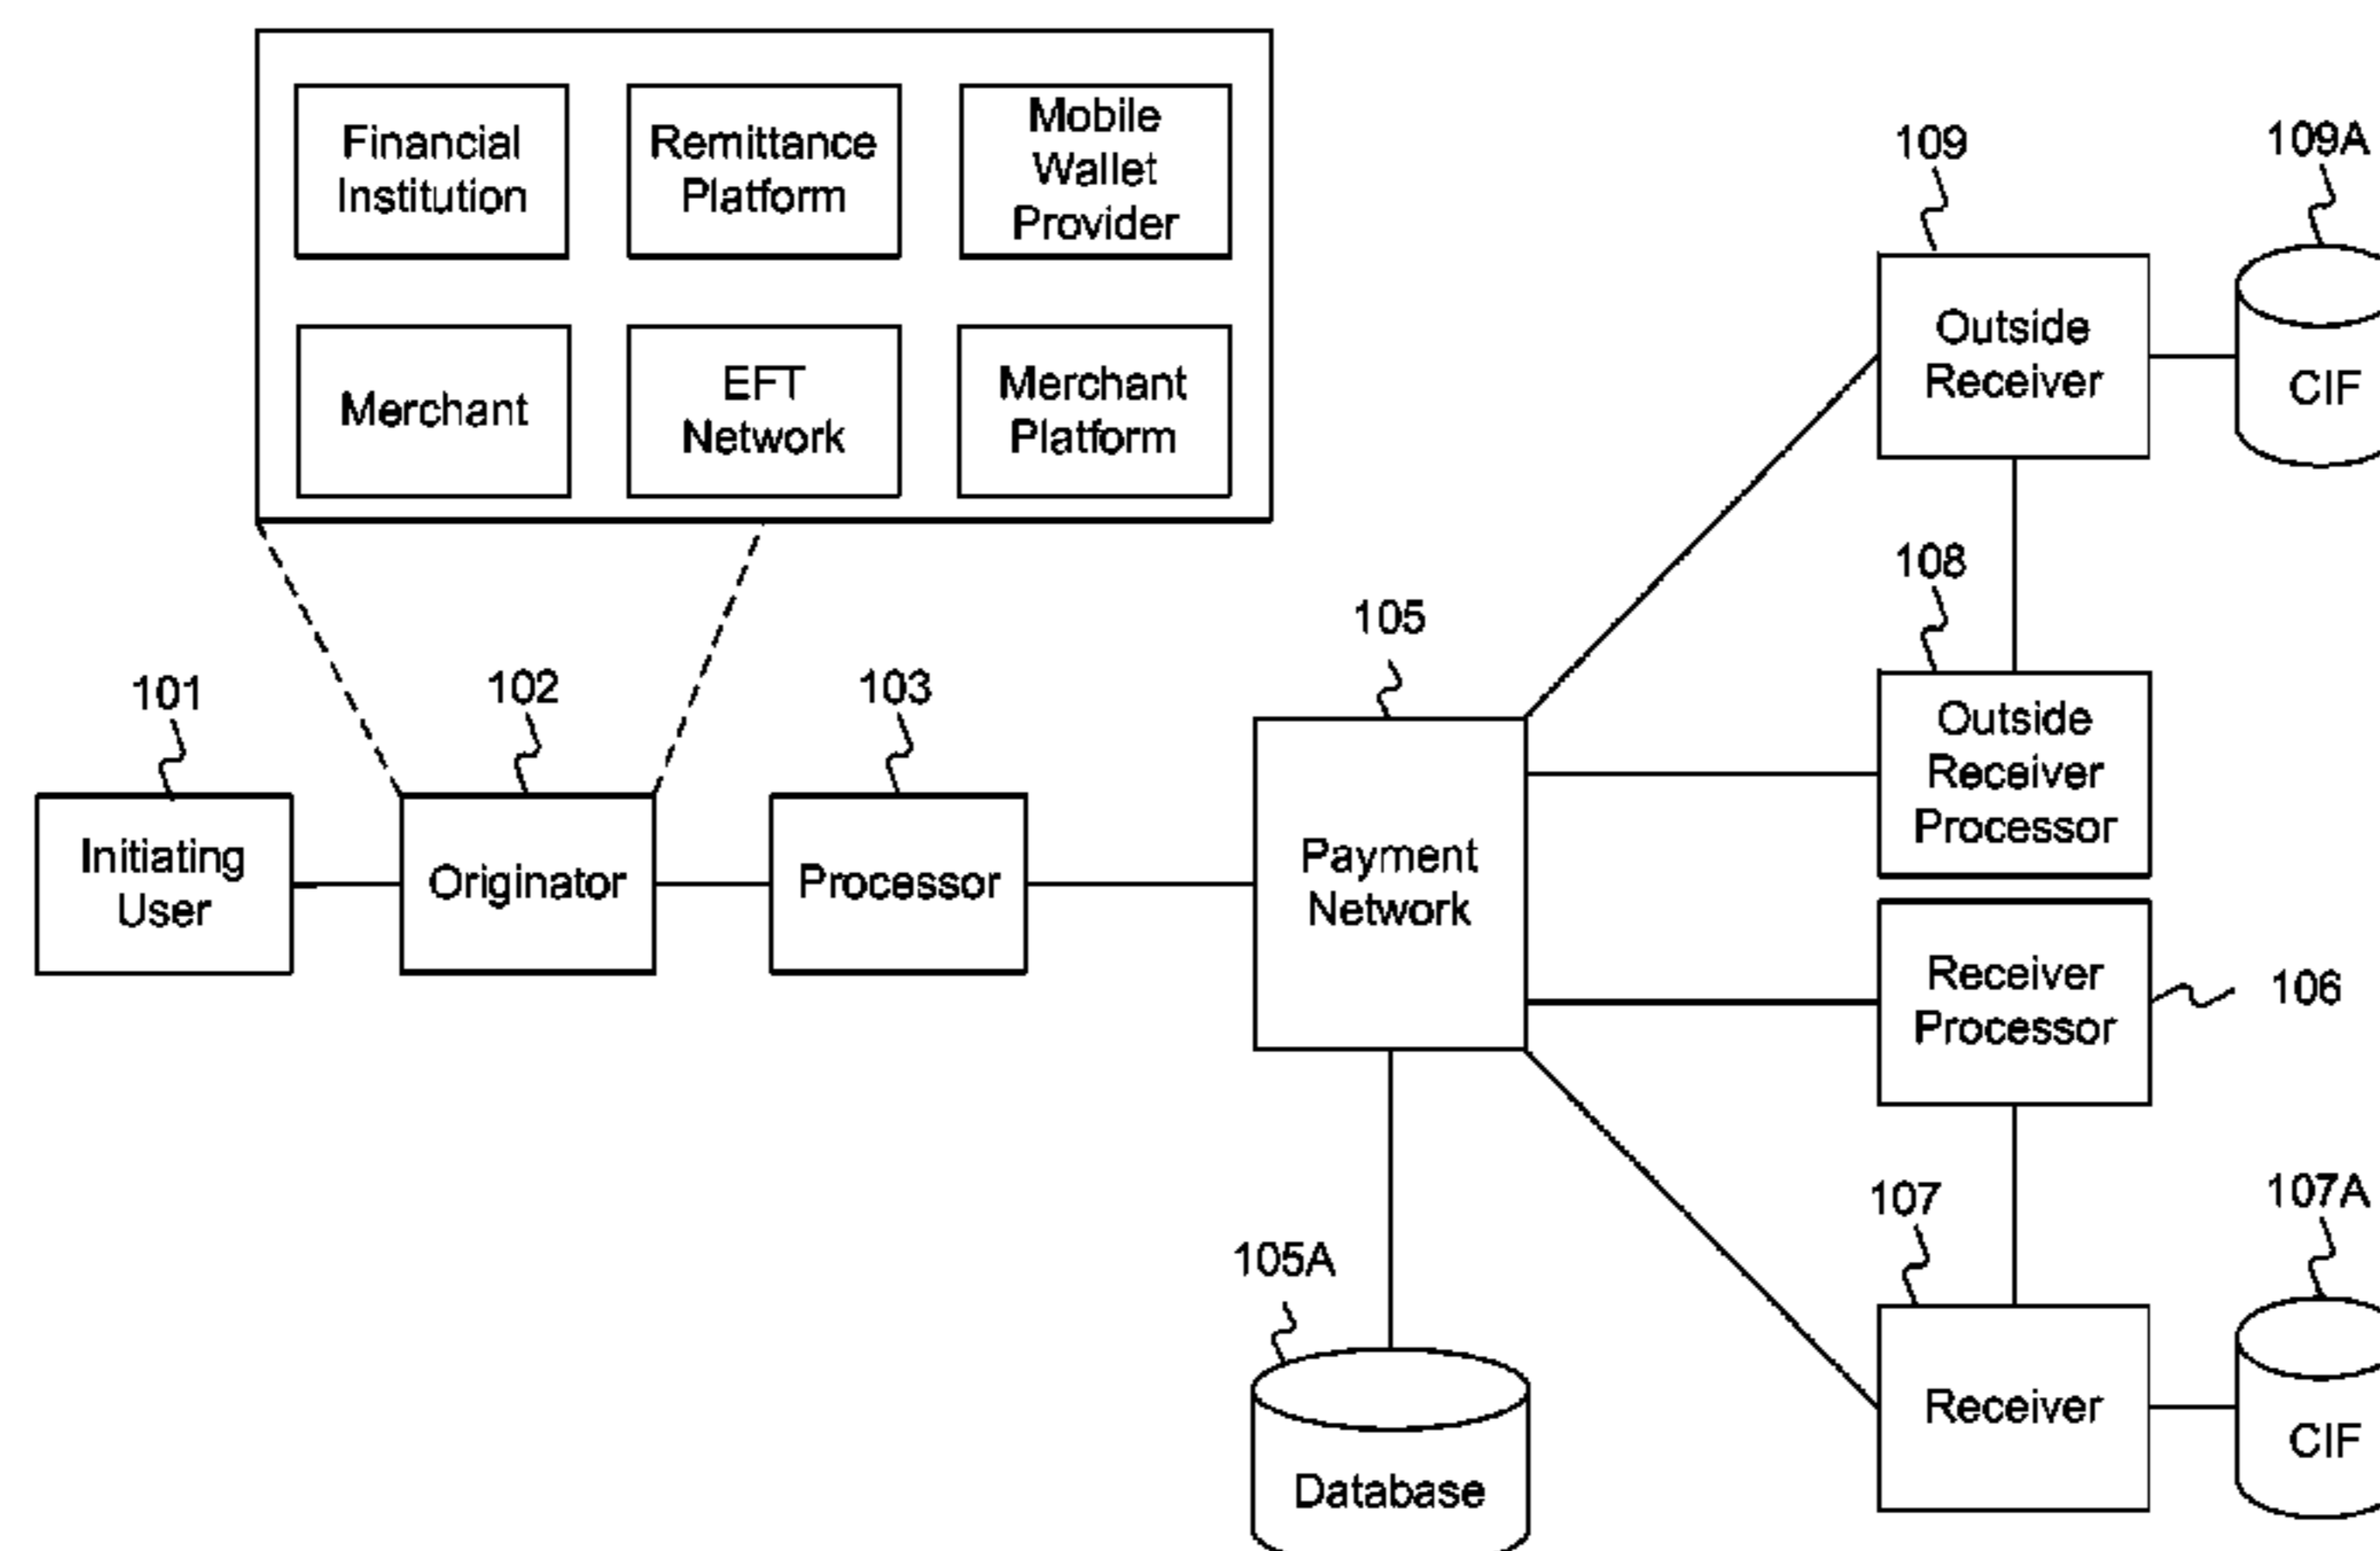 Financial
Institution
Remittance
Platform
Mobile
Wallet
Provider
Merchant
EFT
Network
Merchant
Platform
109
109A
Outside
Receiver
CIF
108
105
101
102
103
Outside
Receiver
Processor
Initiating
User
Originator
Processor
Payment
Network
Receiver
Processor
106
107
107A
105A
Receiver
CIF
Database